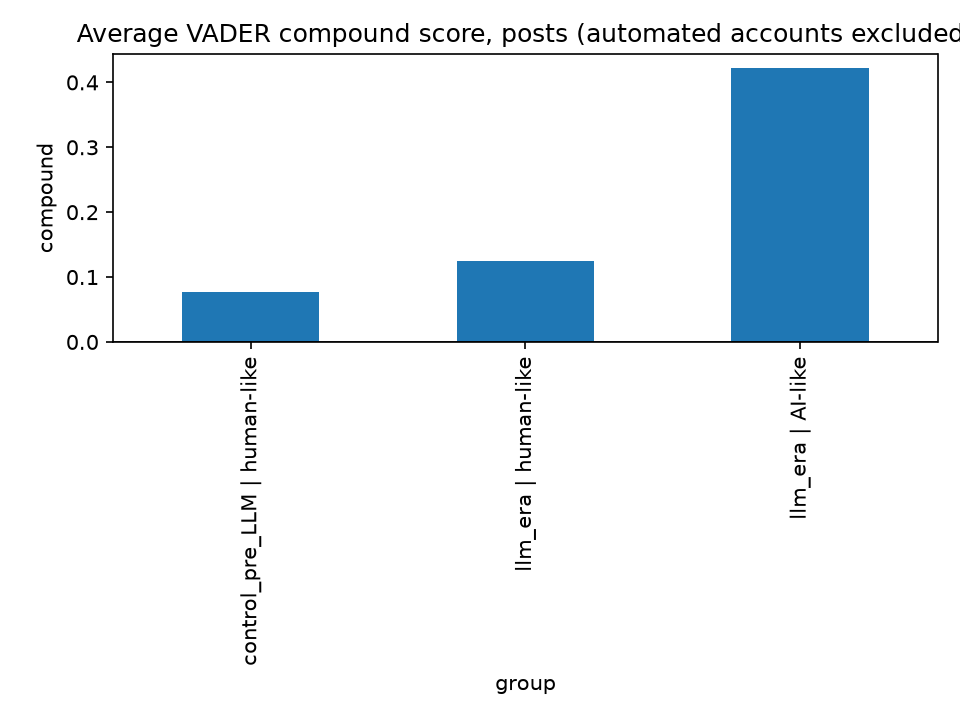 Average VADER compound score, posts (automated accounts excluded
compound
0.4
0.3
0.2
0.1
0.0
control_pre_LLM | human-like
llm_era | human-like
llm_era | AI-like
group